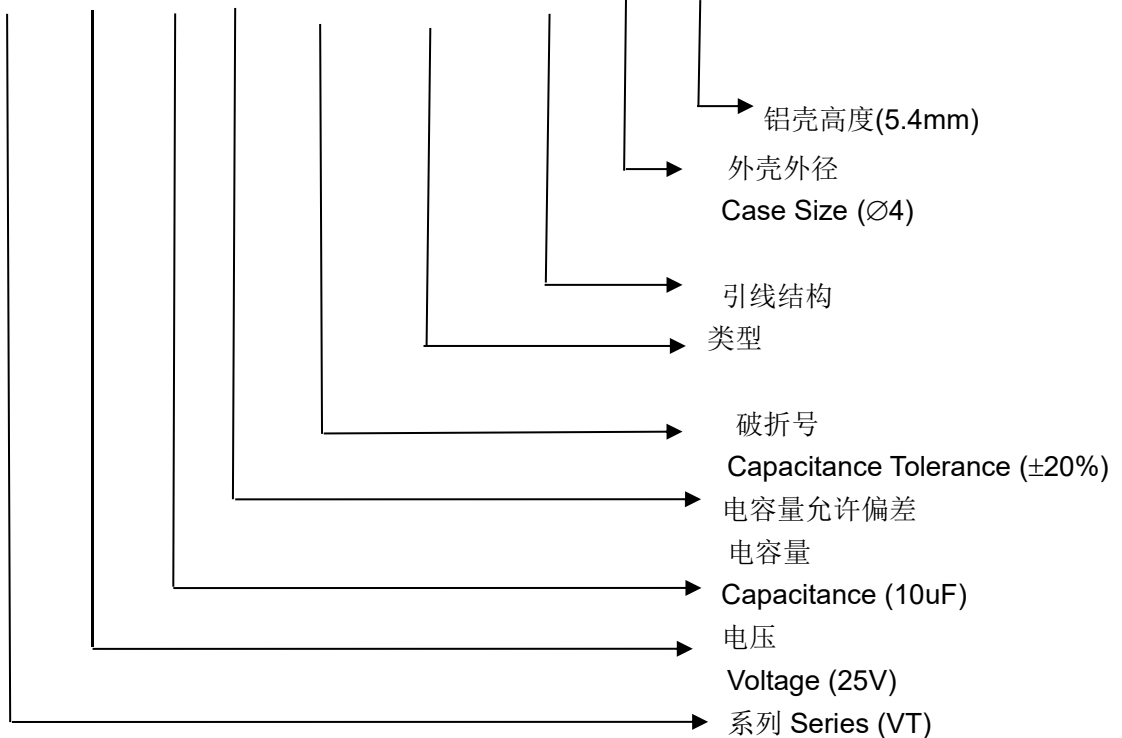 铝壳高度(5.4mm)
外壳外径
Case Size (∅4)
引线结构
类型
破折号
Capacitance Tolerance (±20%)
电容量允许偏差
电容量
Capacitance (10uF)
电压
Voltage (25V)
系列 Series (VT)